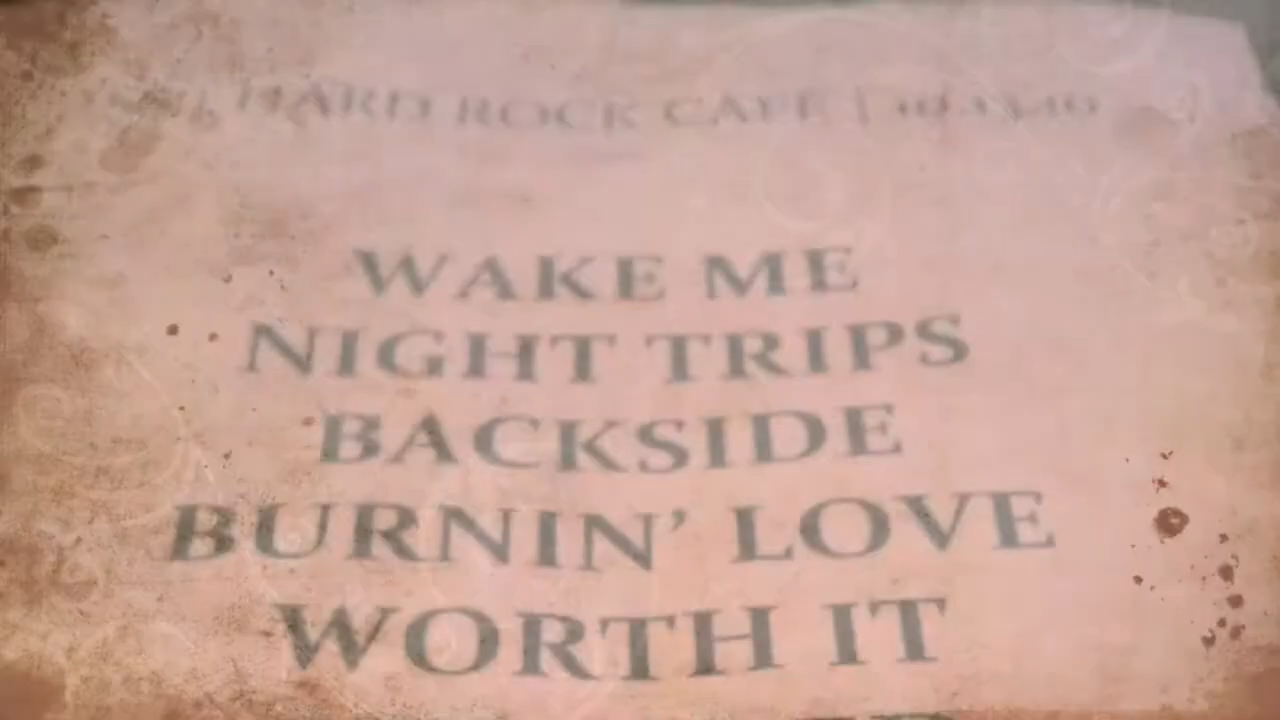 HARD ROCK CAFE |
WAKE ME
NIGHT TRIPS
BACKSIDE
BURNIN’ LOVE
WORTH IT